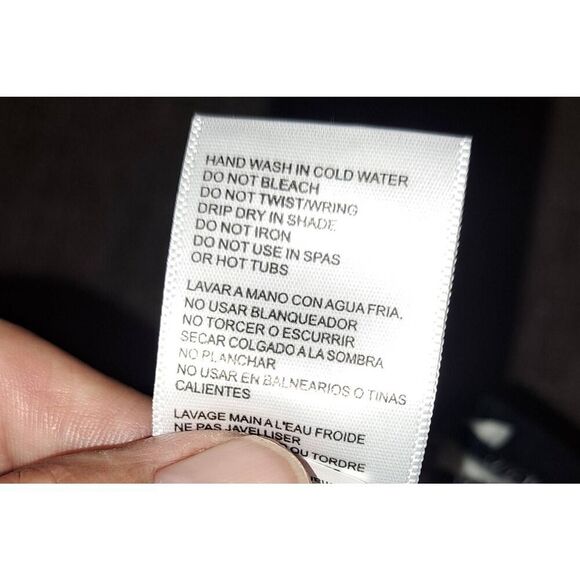 HAND WASH IN COLD WATER
DO NOT BLEACH
DO NOT TWIST/WRING
DRIP DRY IN SHADE
DO NOT IRON
DO NOT USE IN SPAS
OR HOT TUBS
LAVAR A MANO CON AGUA FRIA.
NO USAR BLANQUEADOR
NO TORCER O ESCURRIR
SECAR COLGADO A LA SOMBRA
NO PLANCHAR
NO USAR EN BALNEARIOS O TINAS
CALIENTES
LAVAGE MAIN A L'EAU FROIDE
NE PAS JAVELLISER
OU TORDRE